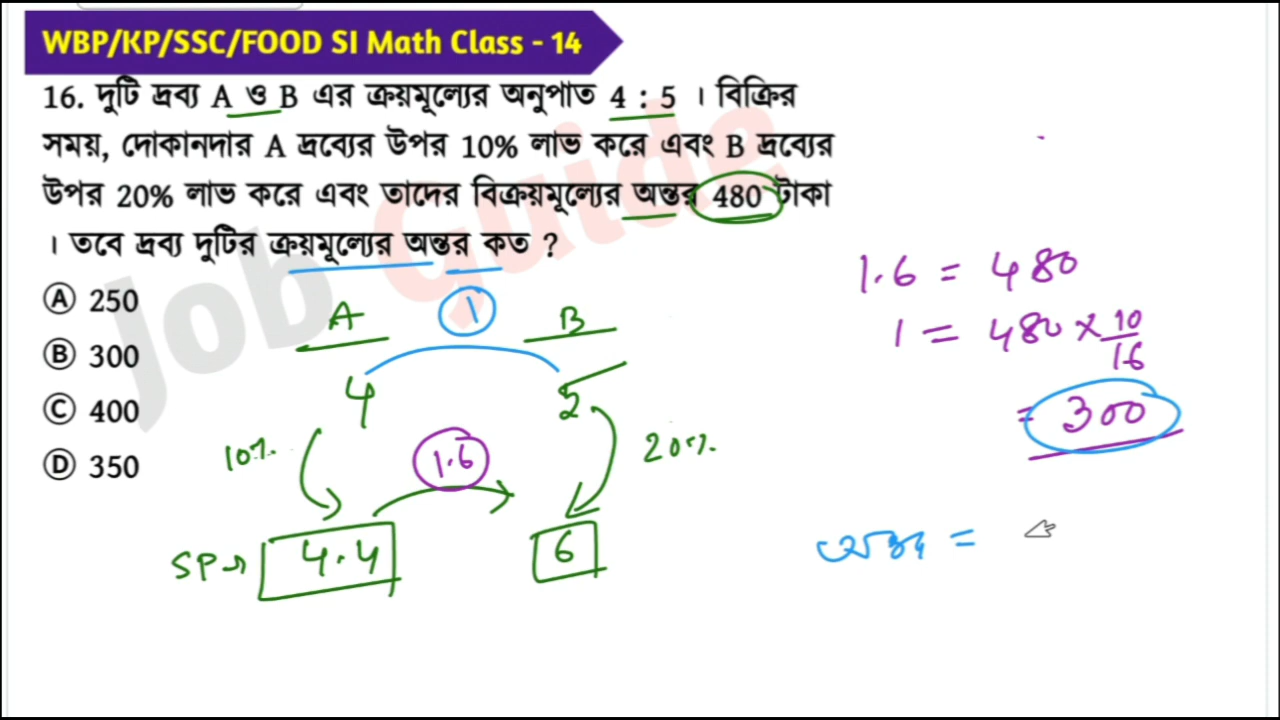 WBP/KP/SSC/FOOD SI Math Class - 14
16. দুটি দ্রব্য A ও B এর ক্রয়মূল্যের অনুপাত 4 : 5 । বিক্রির
সময়, দোকানদার A দ্রব্যের উপর 10% লাভ করে এবং B দ্রব্যের
উপর 20% লাভ করে এবং তাদের বিক্রয়মূল্যের অন্তর 480 টাকা
। তবে দ্রব্য দুটির ক্রয়মূল্যের অন্তর কত ?
Ⓐ 250
Ⓑ 300
Ⓒ 400
Ⓓ 350
Job Guide
A 1 B
4 5
10% 1.6 20%
SP→ 4.4 6
1.6 = 480
1 = 480 × 10/16
= 300
=